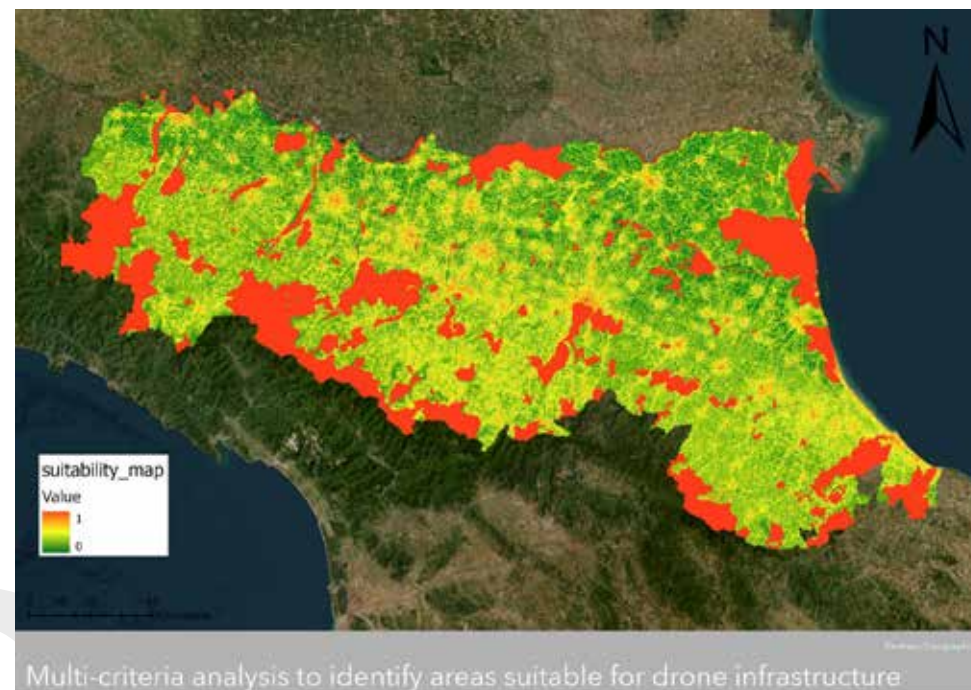 N
suitability_map
Value
1
0
Multi-criteria analysis to identify areas suitable for drone infrastructure